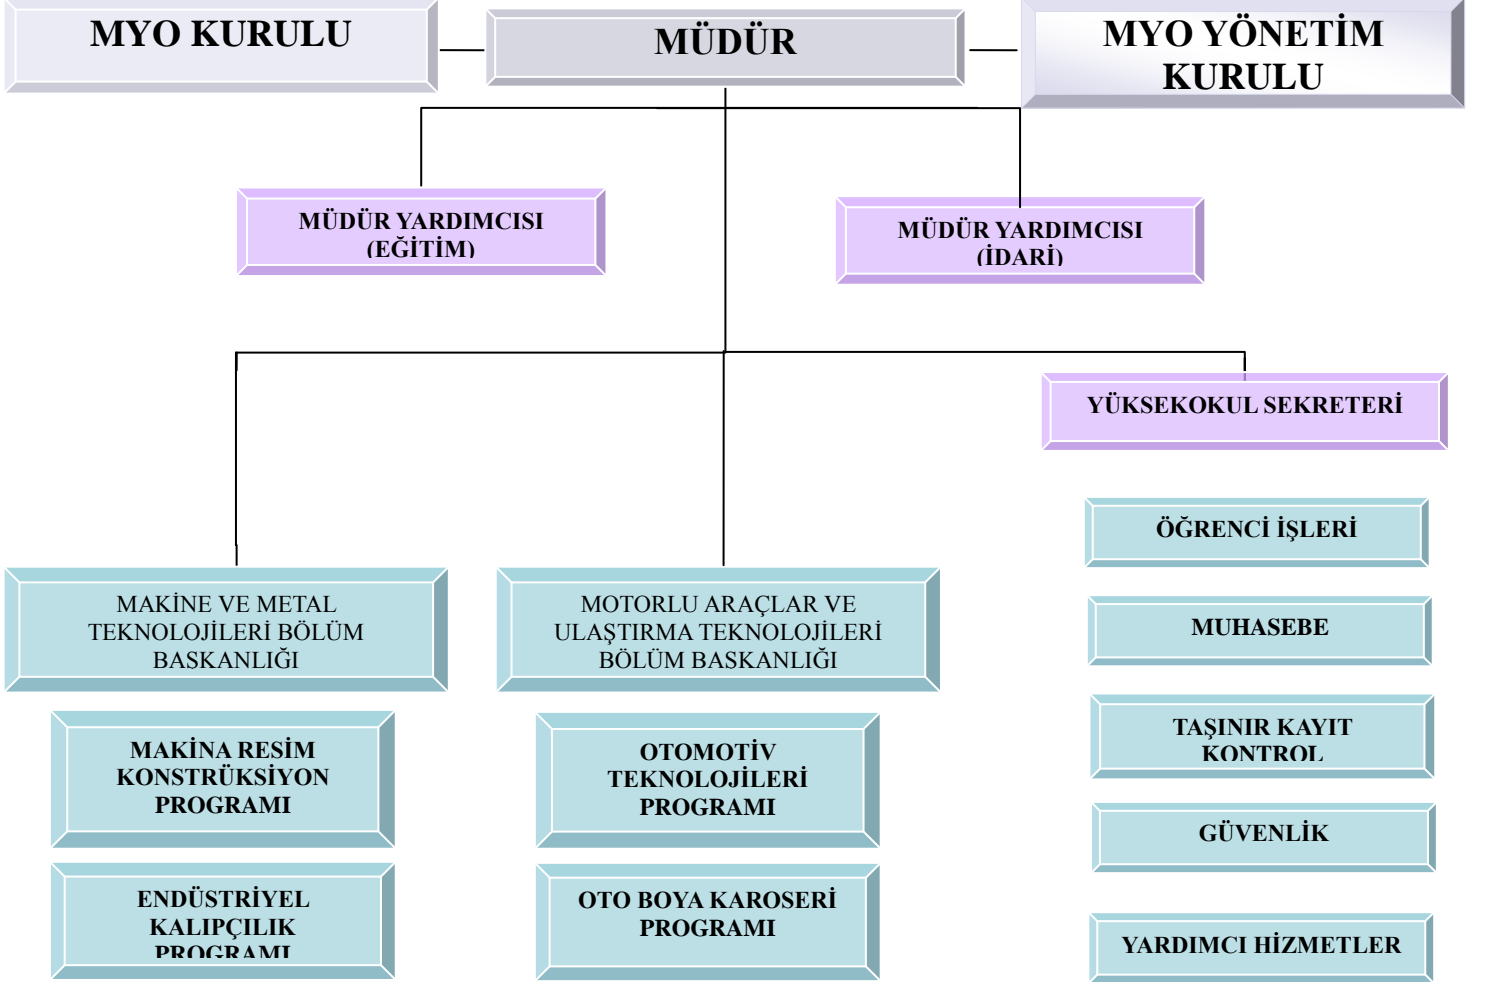 MYO KURULU
MÜDÜR
MYO YÖNETİM
KURULU
MÜDÜR YARDIMCISI
(EĞİTİM)
MÜDÜR YARDIMCISI
(İDARİ)
YÜKSEKOKUL SEKRETERİ
MAKİNE VE METAL
TEKNOLOJİLERİ BÖLÜM
BAŞKANLIĞI
MAKİNA RESİM
KONSTRÜKSİYON
PROGRAMI
ENDÜSTRİYEL
KALIPÇILIK
PROGRAMI
MOTORLU ARAÇLAR VE
ULAŞTIRMA TEKNOLOJİLERİ
BÖLÜM BAŞKANLIĞI
OTOMOTİV
TEKNOLOJİLERİ
PROGRAMI
OTO BOYA KAROSERİ
PROGRAMI
ÖĞRENCİ İŞLERİ
MUHASEBE
TAŞINIR KAYIT
KONTROL
GÜVENLİK
YARDIMCI HİZMETLER